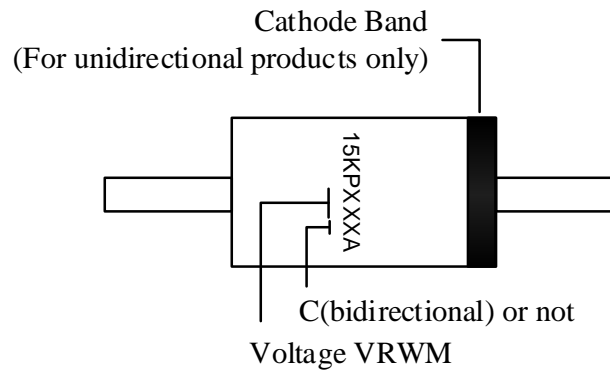 Cathode Band
(For unidirectional products only)
15KPXXXA
C(bidirectional) or not
Voltage VRWM